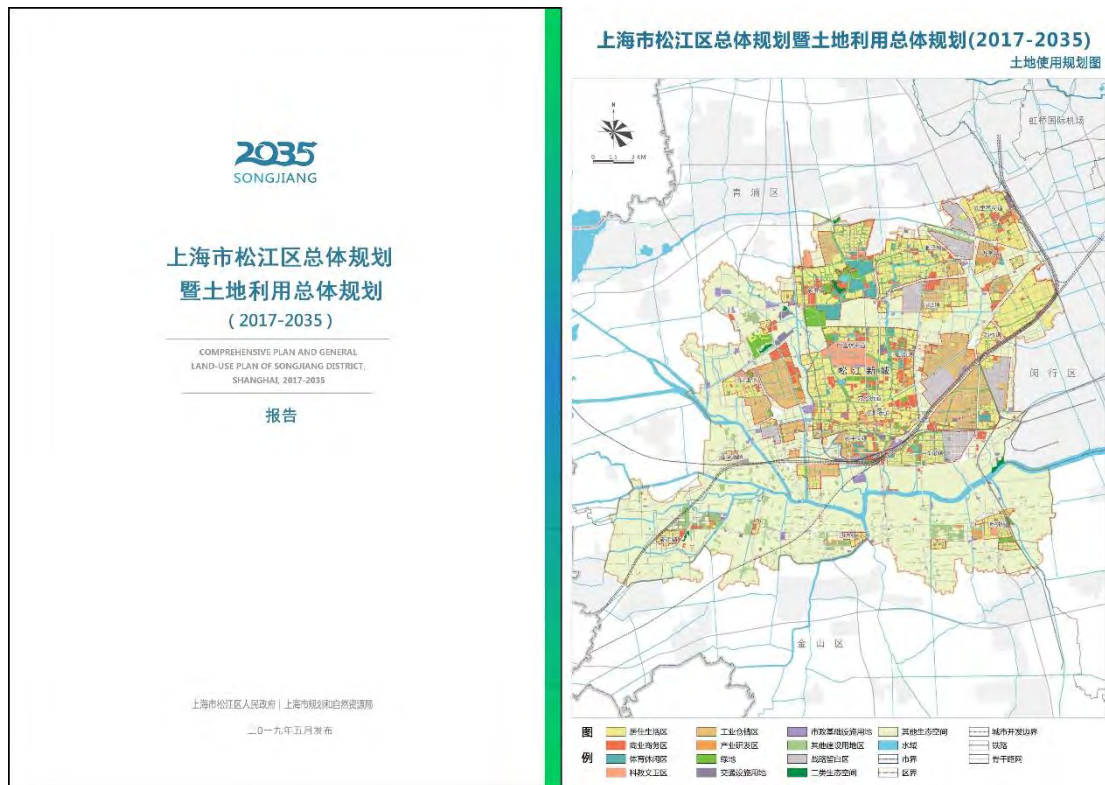 2035
SONGJIANG
上海市松江区总体规划
暨土地利用总体规划
(2017-2035)
COMPREHENSIVE PLAN AND GENERAL
LAND-USE PLAN OF SONGJIANG DISTRICT,
SHANGHAI, 2017-2035
报告
上海市松江区人民政府 | 上海市规划和自然资源局
二〇一九年五月发布
上海市松江区总体规划暨土地利用总体规划(2017-2035)
土地使用规划图
N
虹桥国际机场
青浦区
松江新城
闵行区
金山区
图例
居住生活区
商业商务区
体育休闲区
科教文卫区
工业仓储区
产业研发区
绿地
交通设施用地
市政基础设施用地
其他建设用地区
战略留白区
二类生态空间
其他生态空间
水域
市界
区界
城市开发边界
铁路
骨干路网